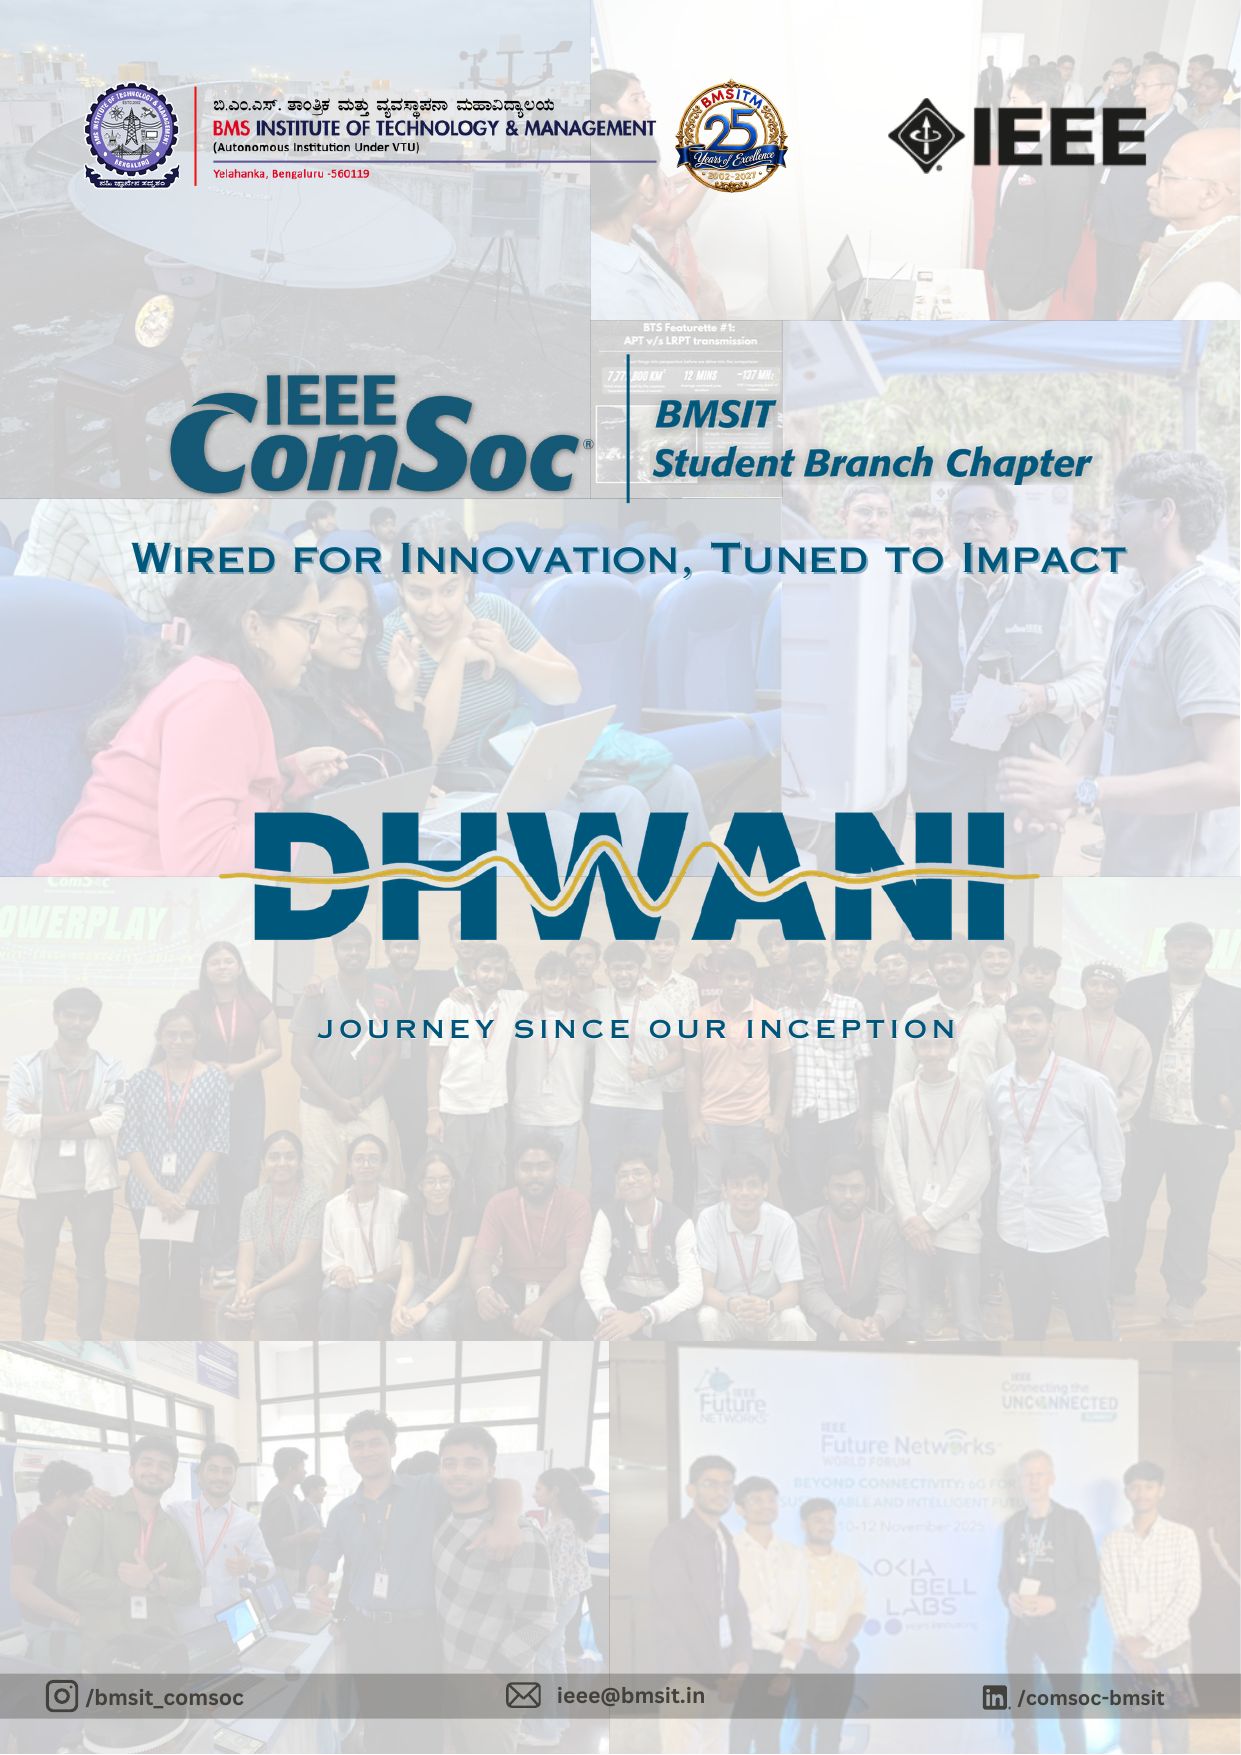 ಬಿ.ಎಂ.ಎಸ್. ತಾಂತ್ರಿಕ ಮತ್ತು ವ್ಯವಸ್ಥಾಪನಾ ಮಹಾವಿದ್ಯಾಲಯ
BMS INSTITUTE OF TECHNOLOGY & MANAGEMENT
(Autonomous Institution Under VTU)
Yelahanka, Bengaluru -560119
BMSITM
25
Years of Excellence
2002-2027
IEEE
BTS Featurette #1:
APT v/s LRPT transmission
12 MINS
IEEE
ComSoc®
BMSIT
Student Branch Chapter
WIRED FOR INNOVATION, TUNED TO IMPACT
DHWANI
ComSoc
OWERPLAY
JOURNEY SINCE OUR INCEPTION
IEEE
Future
NETWORKS
IEEE
Connecting the
UNCONNECTED
IEEE
Future Networks
WORLD FORUM
BEYOND CONNECTIVITY: 6G FOR
AND INTELLIGENT
10-12 November 2025
NOKIA
BELL
LABS
/bmsit_comsoc
ieee@bmsit.in
/comsoc-bmsit